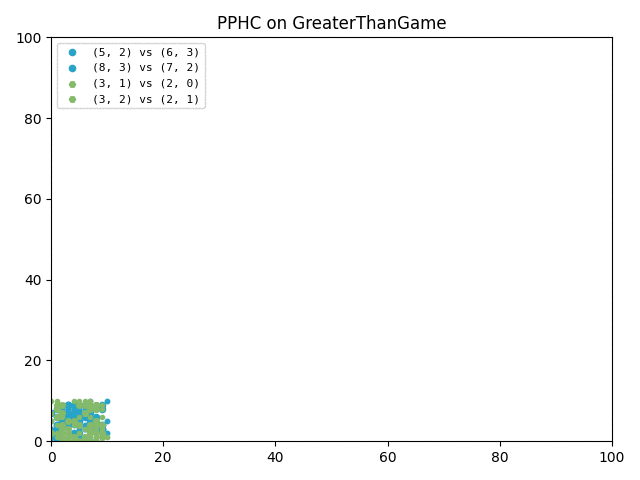 PPHC on GreaterThanGame
(5, 2) vs (6, 3)
(8, 3) vs (7, 2)
(3, 1) vs (2, 0)
(3, 2) vs (2, 1)
100
80
60
40
20
0
0 20 40 60 80 100